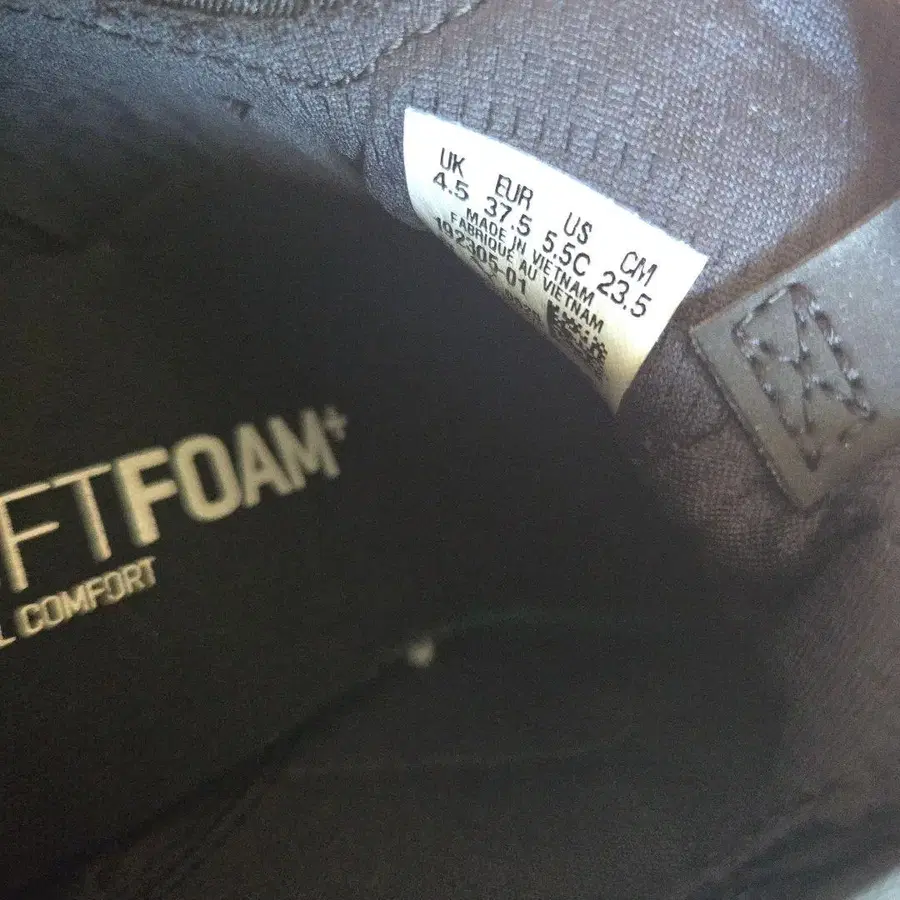 UK EUR US CM
4.5 37.5 5.5C 23.5
MADE IN VIETNAM
FABRIQUE AU VIETNAM
192305-01
FTFOAM+
L COMFORT